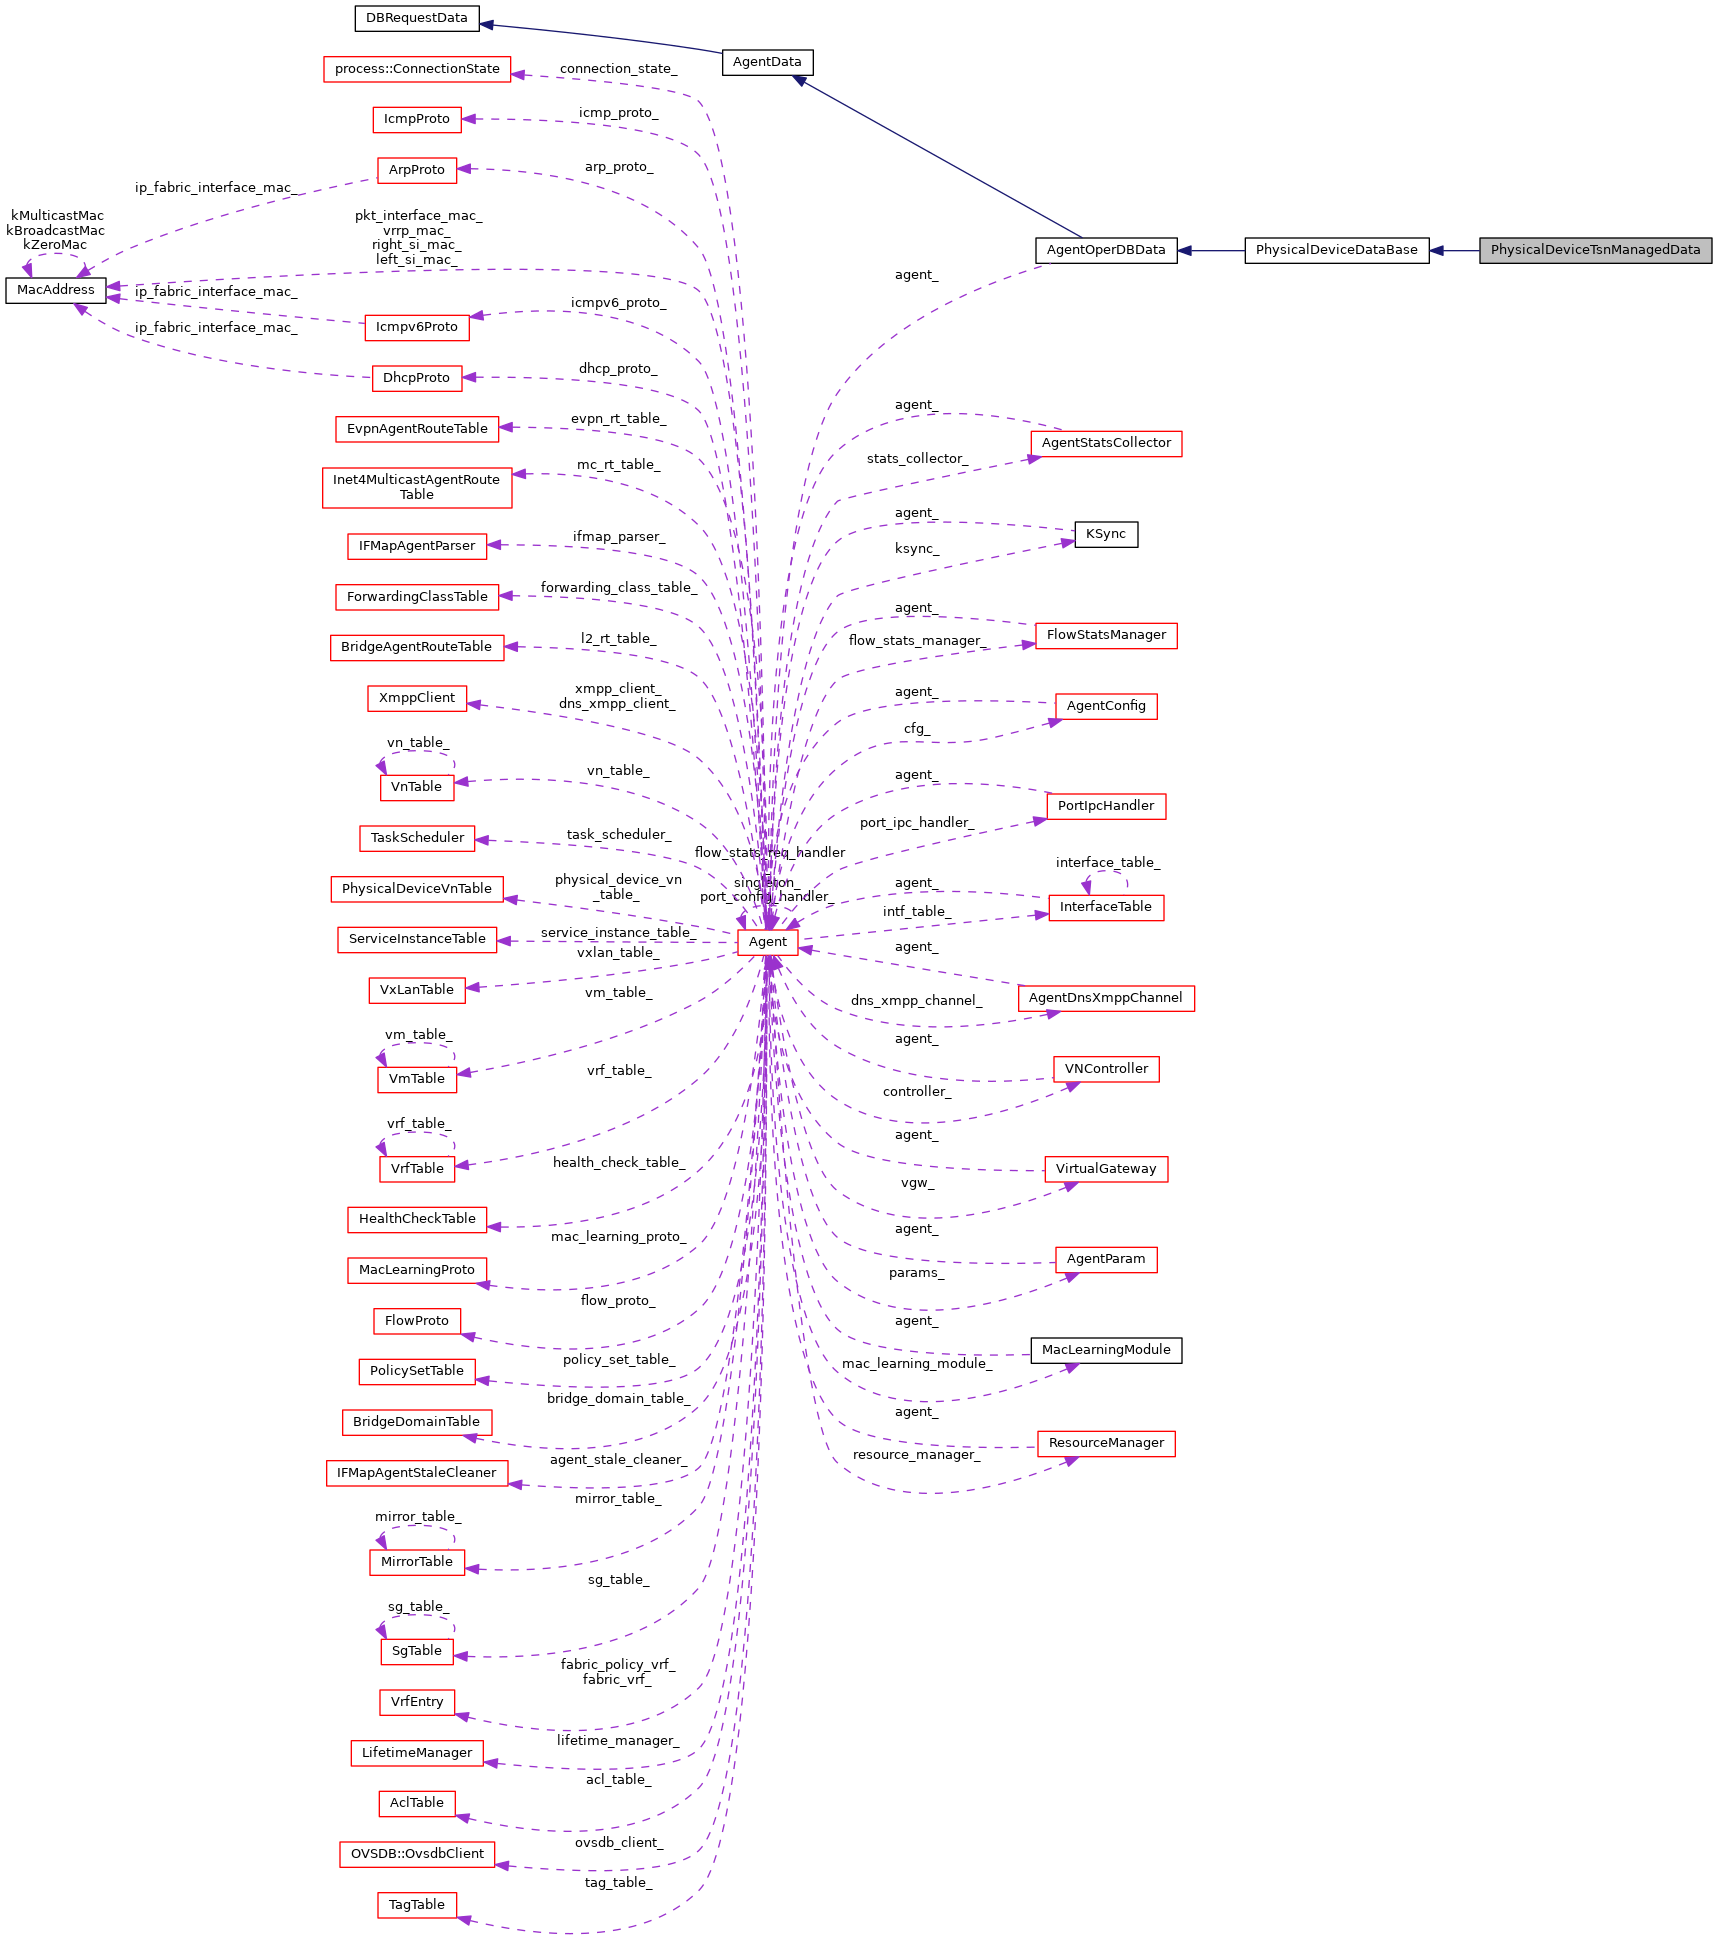 DBRequestData
AgentData
process::ConnectionState
connection_state_
IcmpProto
icmp_proto_
ArpProto
arp_proto_
ip_fabric_interface_mac_
kMulticastMac
kBroadcastMac
kZeroMac
pkt_interface_mac_
vrrp_mac_
right_si_mac_
left_si_mac_
AgentOperDBData
PhysicalDeviceDataBase
PhysicalDeviceTsnManagedData
agent_
MacAddress
ip_fabric_interface_mac_
icmpv6_proto_
Icmpv6Proto
ip_fabric_interface_mac_
DhcpProto
dhcp_proto_
EvpnAgentRouteTable
evpn_rt_table_
agent_
AgentStatsCollector
stats_collector_
Inet4MulticastAgentRoute
Table
mc_rt_table_
agent_
KSync
ksync_
IFMapAgentParser
ifmap_parser_
ForwardingClassTable
forwarding_class_table_
agent_
FlowStatsManager
flow_stats_manager_
BridgeAgentRouteTable
l2_rt_table_
XmppClient
xmpp_client_
dns_xmpp_client_
agent_
AgentConfig
cfg_
vn_table_
VnTable
vn_table_
agent_
PortIpcHandler
port_ipc_handler_
TaskScheduler
task_scheduler_
flow_stats_req_handler
_
singleton_
port_config_handler_
interface_table_
InterfaceTable
agent_
intf_table_
PhysicalDeviceVnTable
physical_device_vn
_table_
ServiceInstanceTable
service_instance_table_
Agent
agent_
VxLanTable
vxlan_table_
AgentDnsXmppChannel
dns_xmpp_channel_
vm_table_
VmTable
vm_table_
agent_
VNController
controller_
vrf_table_
vrf_table_
VrfTable
agent_
VirtualGateway
vgw_
health_check_table_
HealthCheckTable
mac_learning_proto_
MacLearningProto
agent_
AgentParam
params_
flow_proto_
FlowProto
agent_
MacLearningModule
mac_learning_module_
policy_set_table_
PolicySetTable
bridge_domain_table_
BridgeDomainTable
agent_
ResourceManager
resource_manager_
agent_stale_cleaner_
IFMapAgentStaleCleaner
mirror_table_
mirror_table_
MirrorTable
sg_table_
sg_table_
SgTable
fabric_policy_vrf_
fabric_vrf_
VrfEntry
lifetime_manager_
LifetimeManager
acl_table_
AclTable
ovsdb_client_
OVSDB::OvsdbClient
tag_table_
TagTable